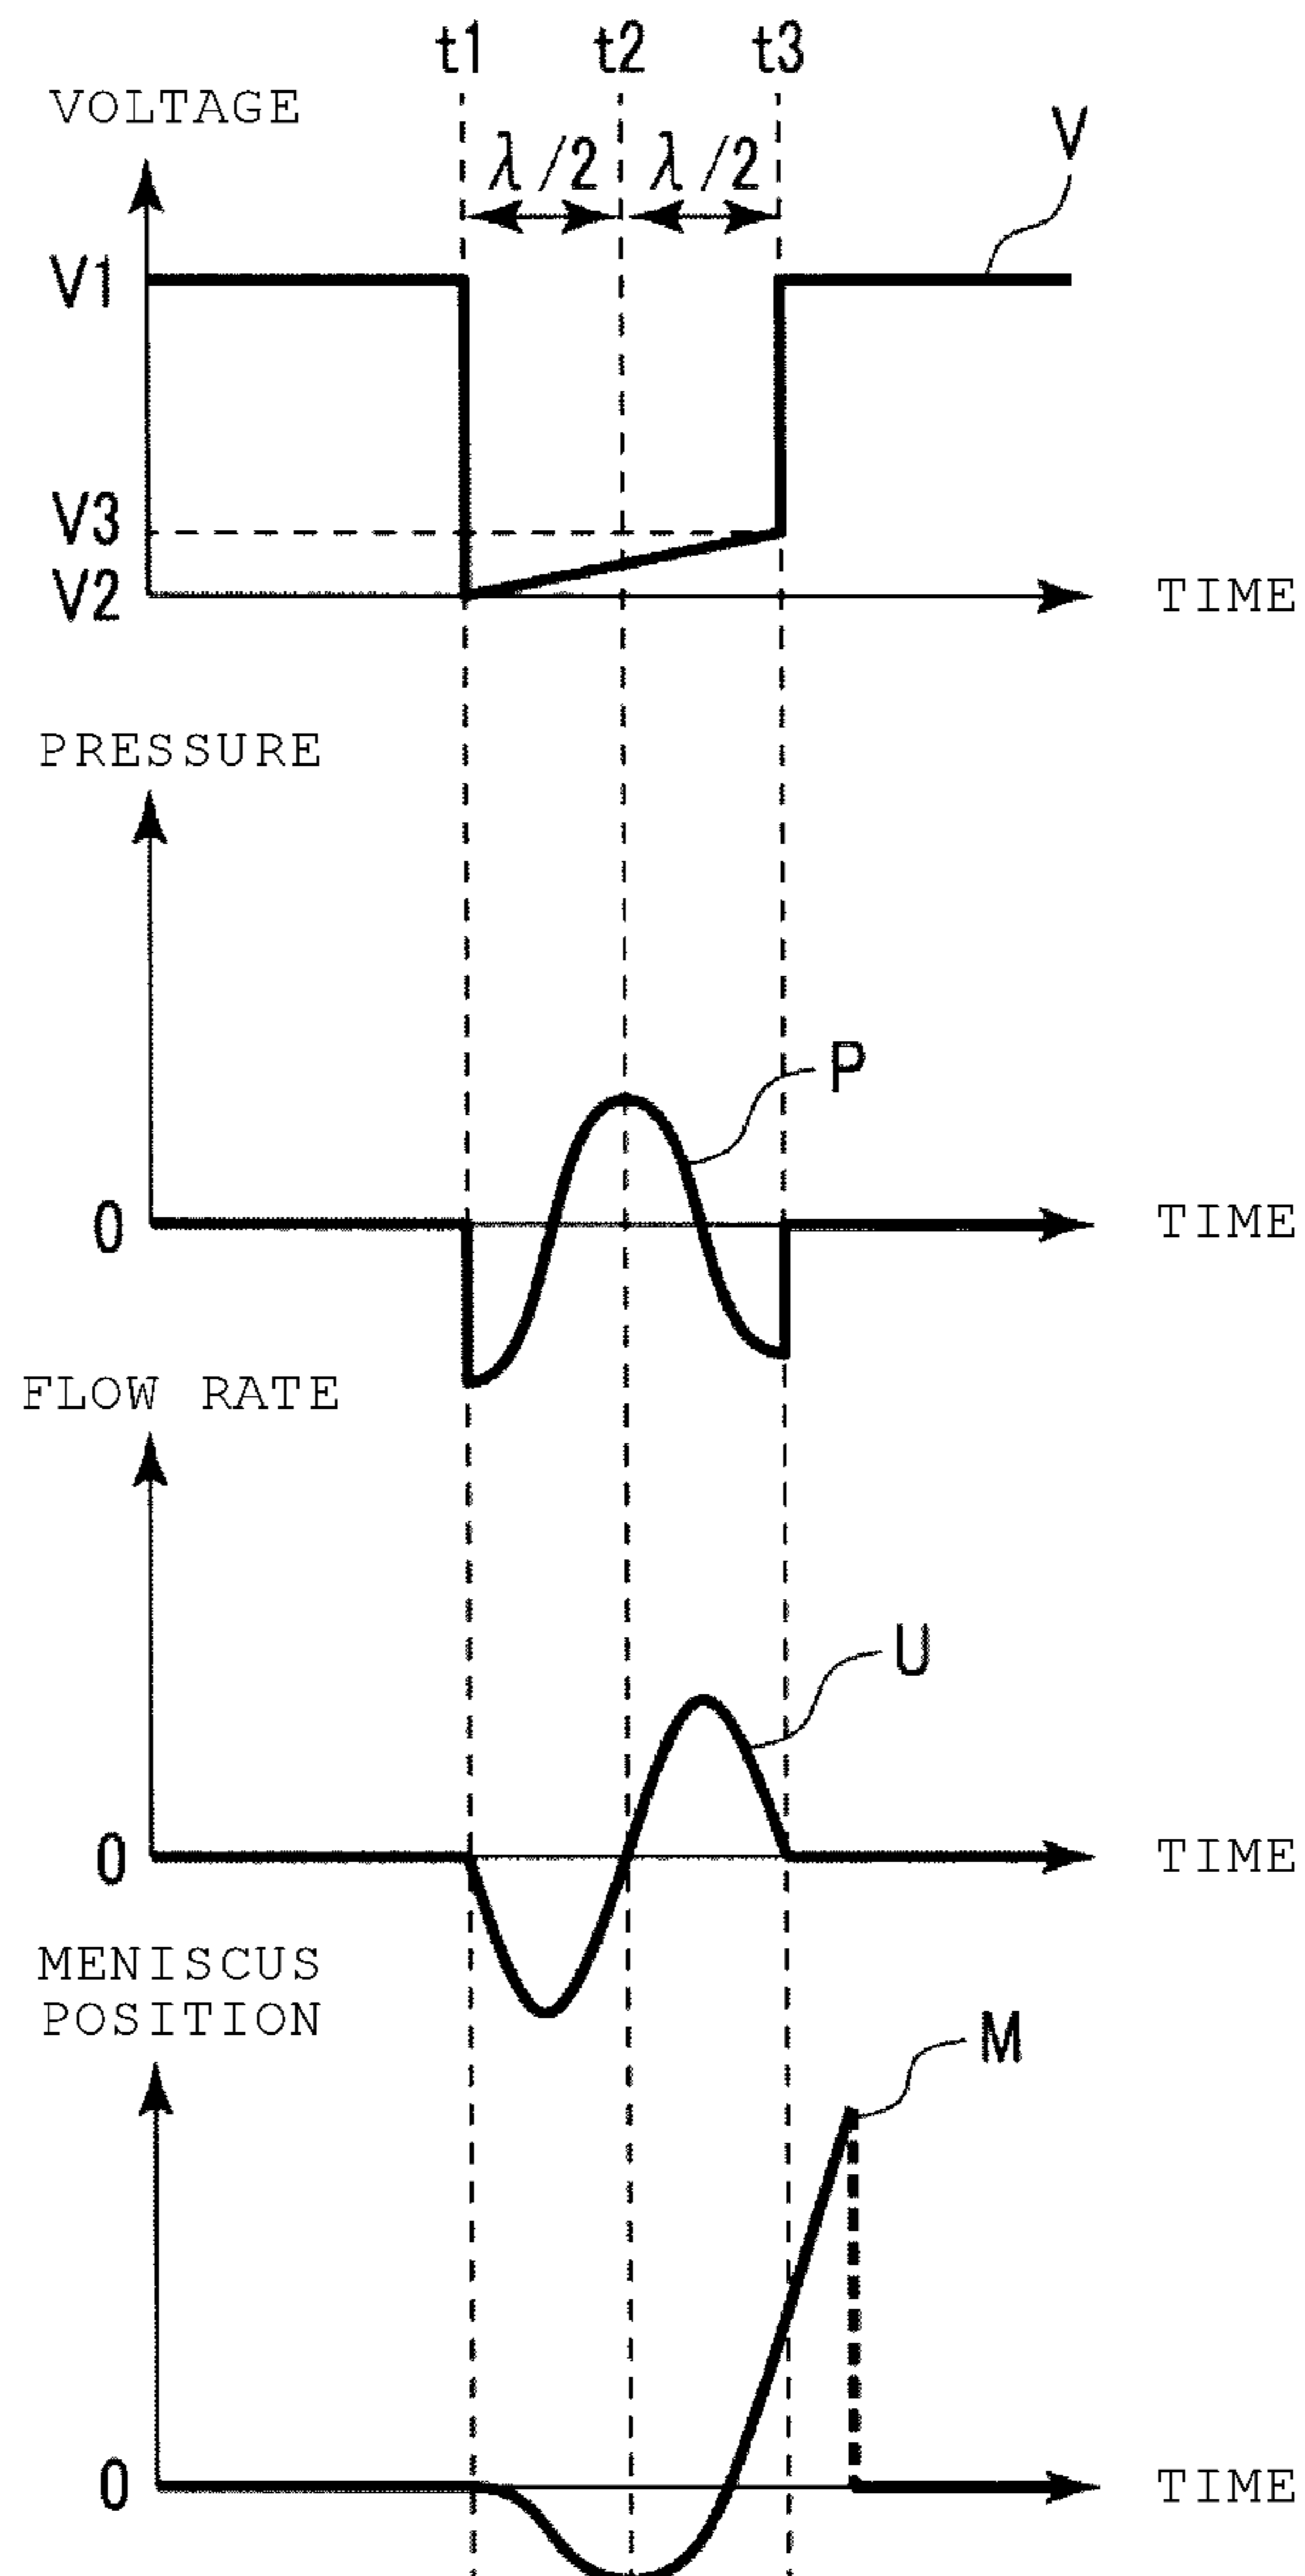 t1 t2 t3
VOLTAGE
λ/2 λ/2
V
V1
V3
V2
TIME
PRESSURE
P
0
TIME
FLOW RATE
U
0
TIME
MENISCUS
POSITION
M
0
TIME